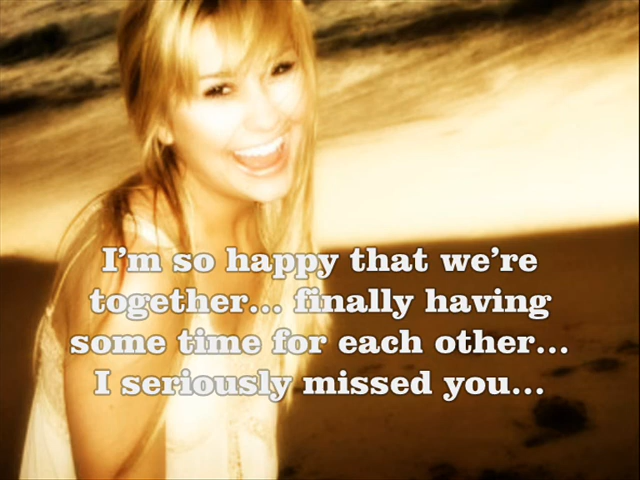 I'm so happy that we're
together... finally having
some time for each other...
I seriously missed you...